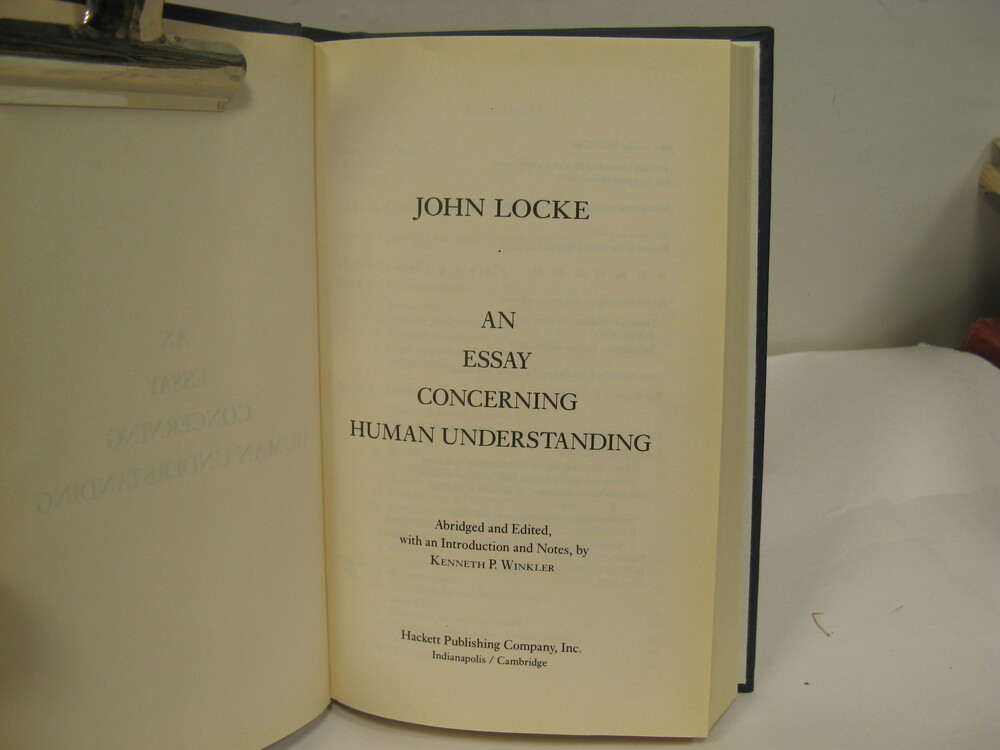 JOHN LOCKE
AN
ESSAY
CONCERNING
HUMAN UNDERSTANDING
Abridged and Edited,
with an Introduction and Notes, by
KENNETH P. WINKLER
Hackett Publishing Company, Inc.
Indianapolis / Cambridge